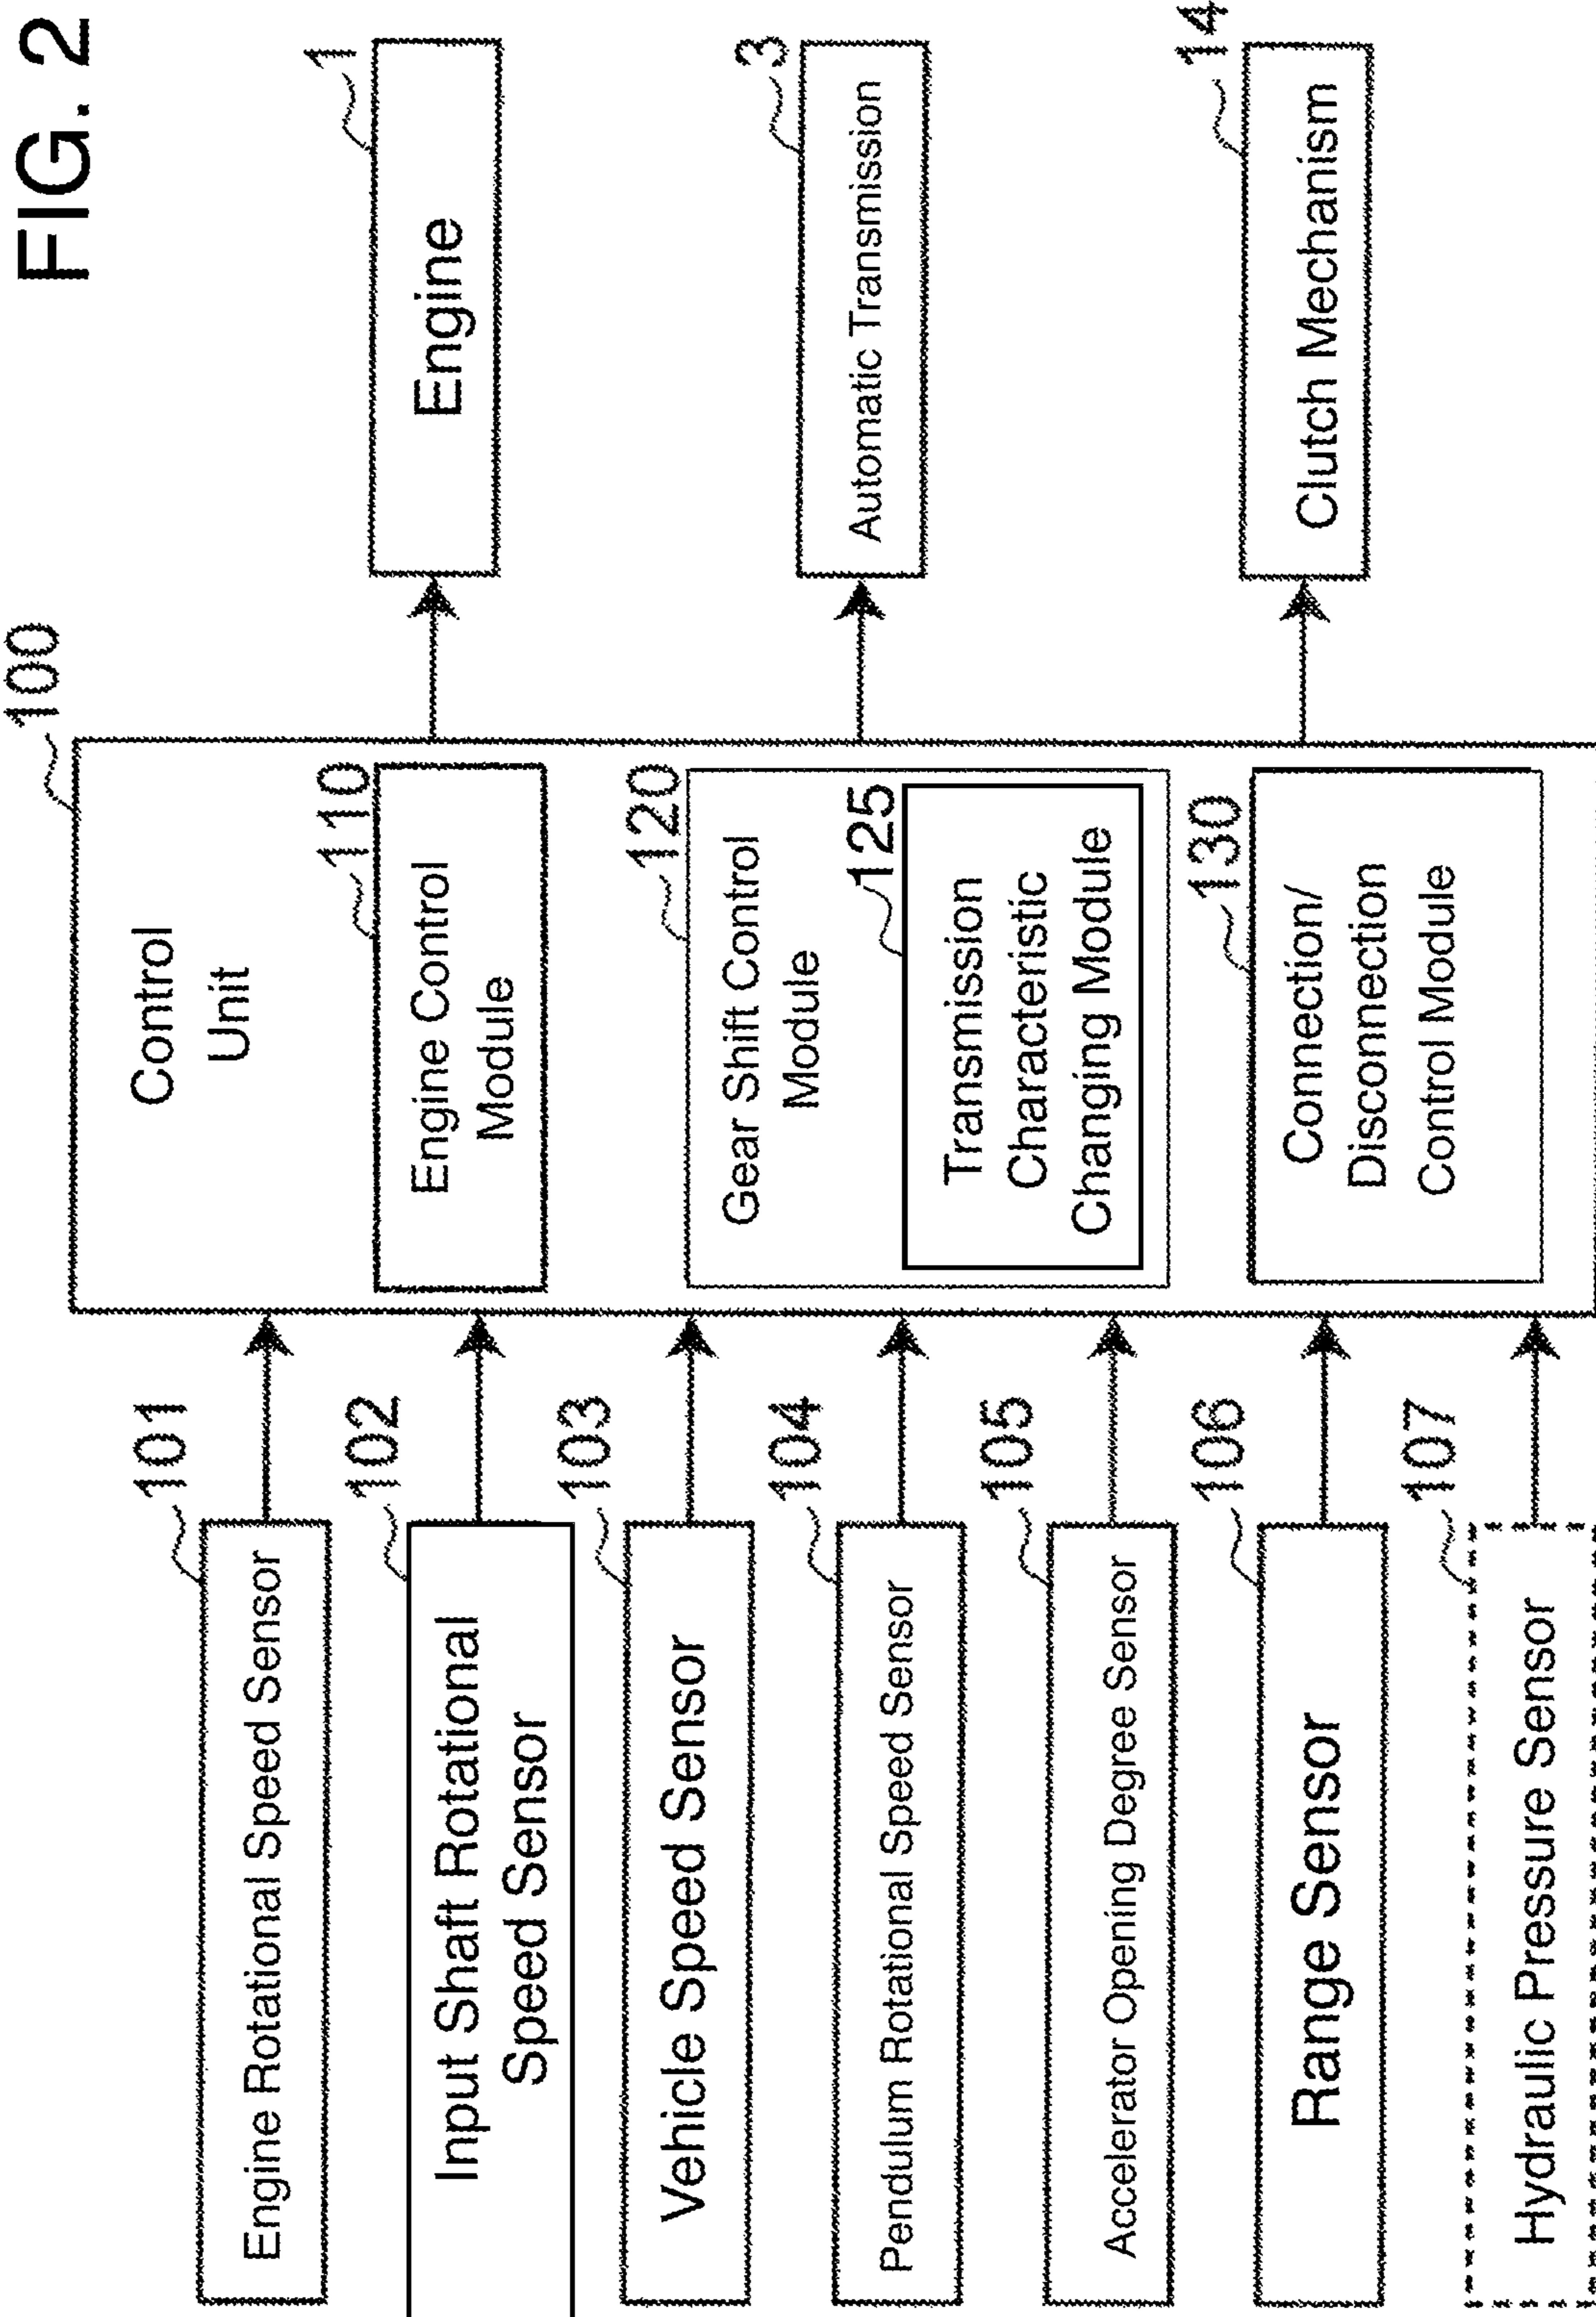 FIG. 2
100
Control
Unit
101
Engine Rotational Speed Sensor
102
Input Shaft Rotational
Speed Sensor
103
Vehicle Speed Sensor
104
Pendulum Rotational Speed Sensor
105
Accelerator Opening Degree Sensor
106
Range Sensor
107
Hydraulic Pressure Sensor
110
Engine Control
Module
120
Gear Shift Control
Module
125
Transmission
Characteristic
Changing Module
130
Connection/
Disconnection
Control Module
1
Engine
3
Automatic Transmission
14
Clutch Mechanism